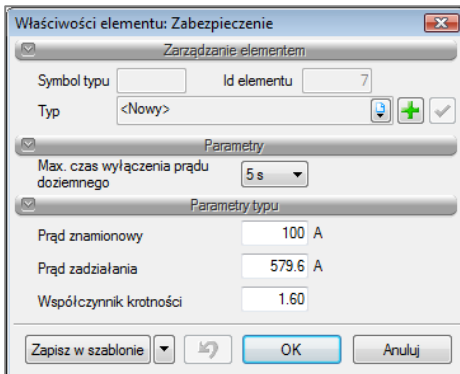 Właściwości elementu: Zabezpieczenie
Zarządzanie elementem
Symbol typu Id elementu 7
Typ <Nowy>
Parametry
Max. czas wyłączenia prądu doziemnego 5 s
Parametry typu
Prąd znamionowy 100 A
Prąd zadziałania 579.6 A
Współczynnik krotności 1.60
Zapisz w szablonie OK Anuluj